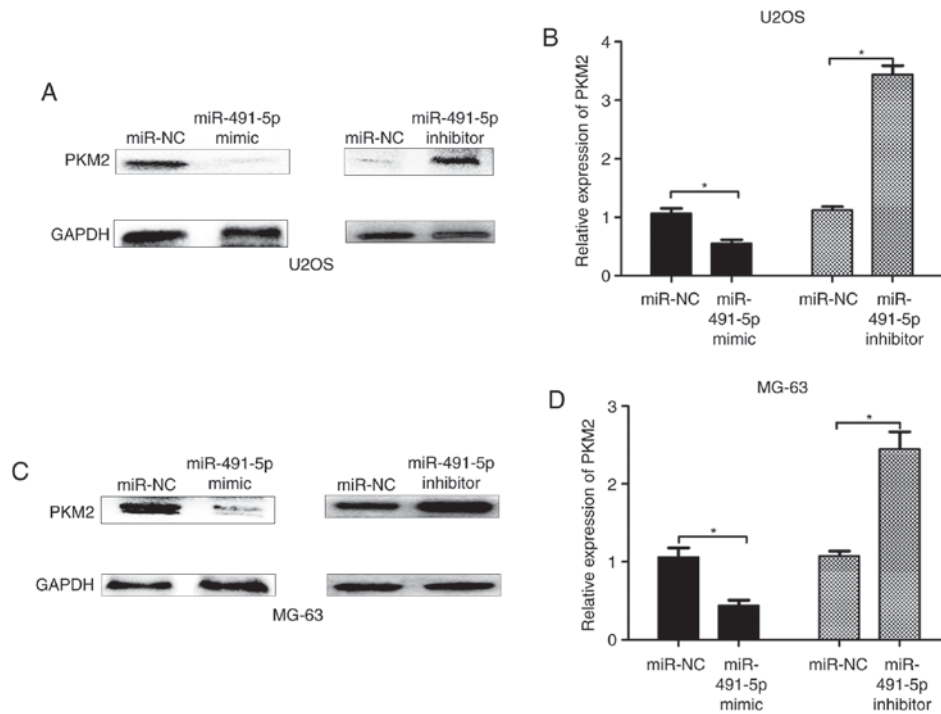 A
miR-NC
miR-491-5p
mimic
miR-NC
miR-491-5p
inhibitor
PKM2
GAPDH
U2OS
B
U2OS
Relative expression of PKM2
4
3
2
1
0
*
*
miR-NC
miR-
491-5p
mimic
miR-NC
miR-
491-5p
inhibitor
C
miR-NC
miR-491-5p
mimic
miR-NC
miR-491-5p
inhibitor
PKM2
GAPDH
MG-63
D
MG-63
Relative expression of PKM2
3
2
1
0
*
*
miR-NC
miR-
491-5p
mimic
miR-NC
miR-
491-5p
inhibitor